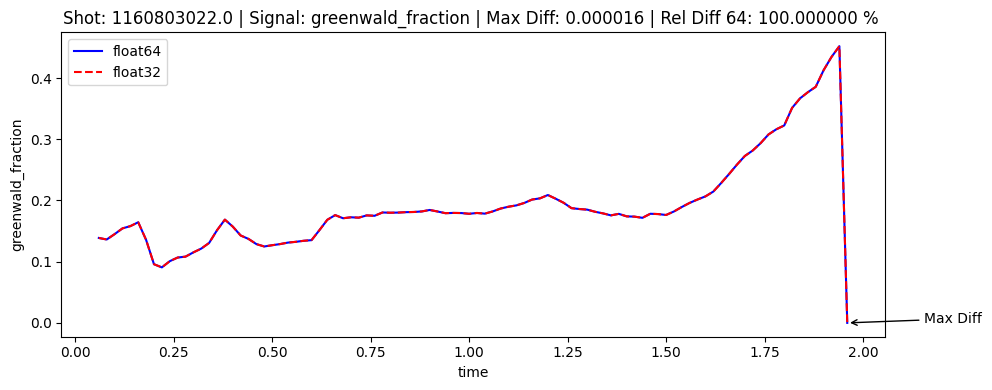 Shot: 1160803022.0 | Signal: greenwald_fraction | Max Diff: 0.000016 | Rel Diff 64: 100.000000 %
float64
float32
greenwald_fraction
0.4
0.3
0.2
0.1
0.0
Max Diff
0.00 0.25 0.50 0.75 1.00 1.25 1.50 1.75 2.00
time